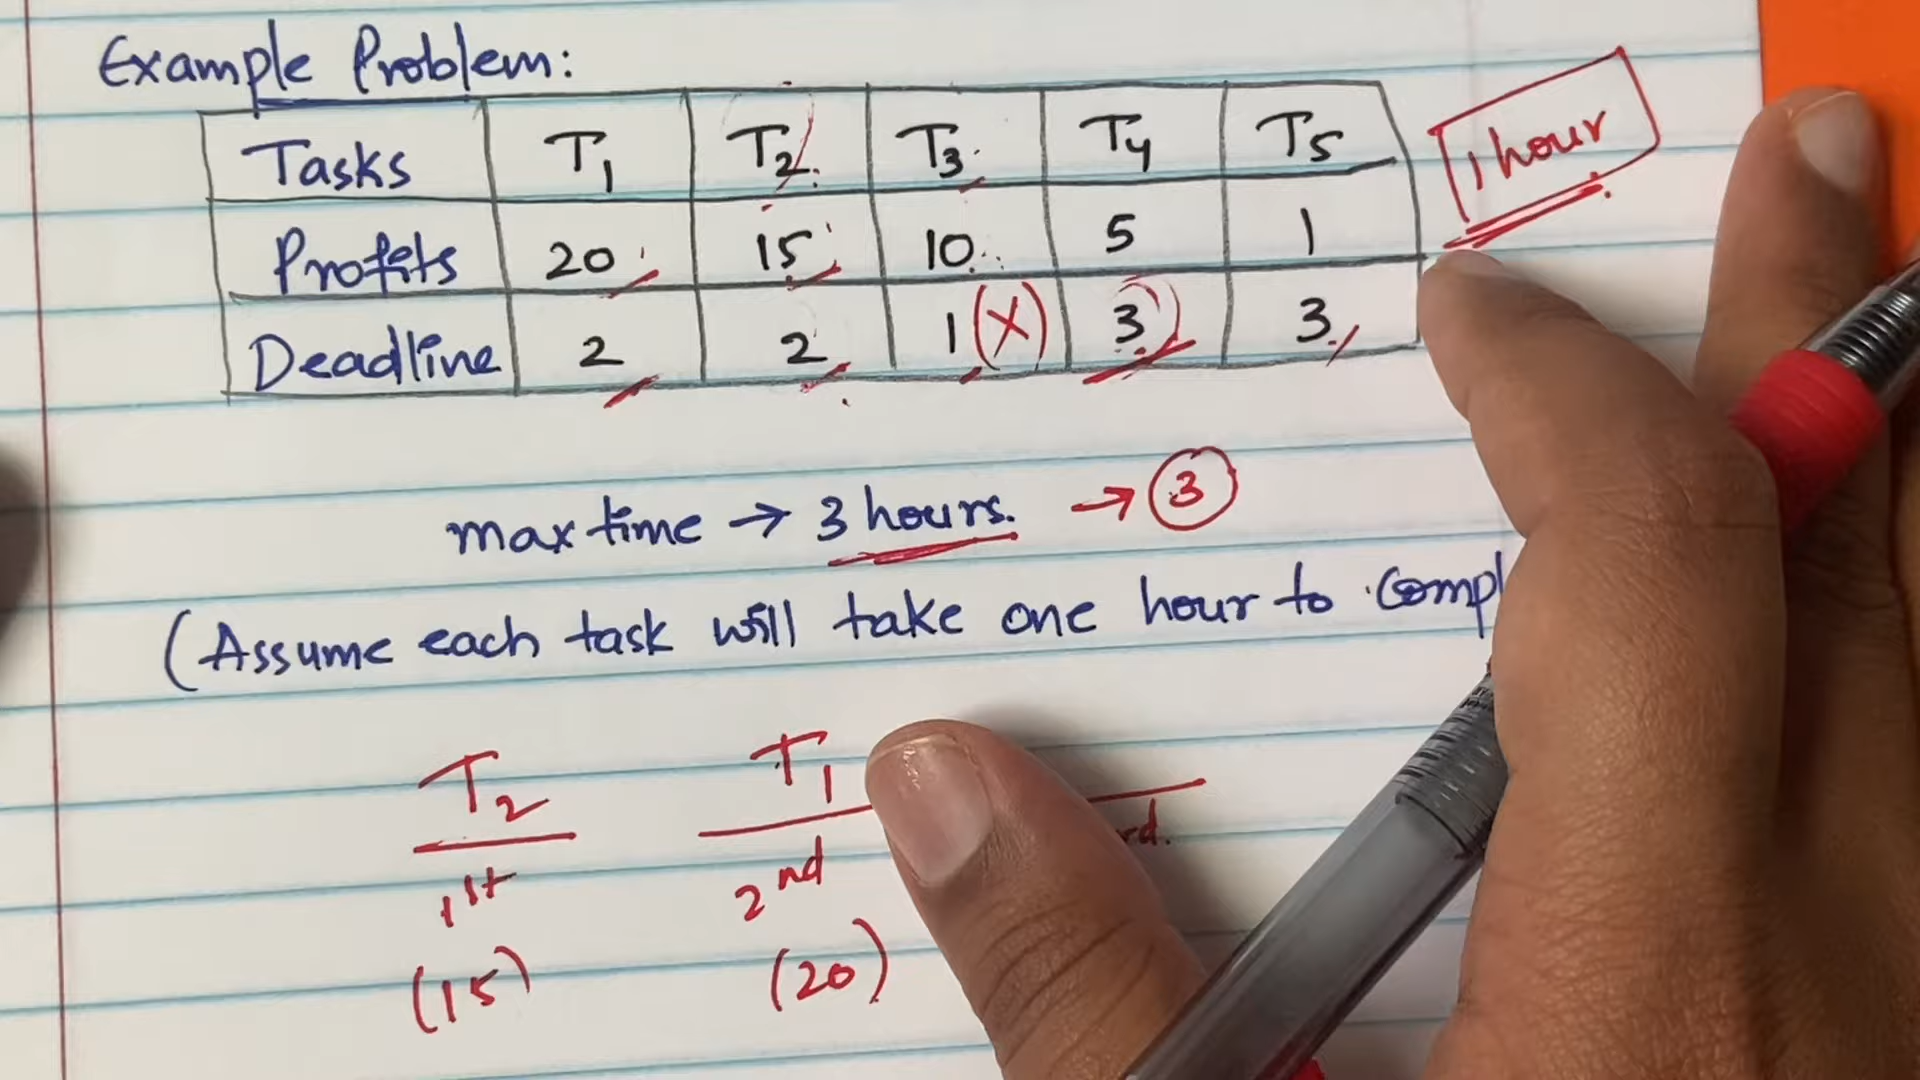 Example Problem:
Tasks T1 T2 T3 T4 T5
1 hour
Profits 20 15 10 5 1
Deadline 2 2 1 (X) 3 3
max time → 3 hours. → 3
(Assume each task will take one hour to
T2 T1
1st 2nd
(15) (20)